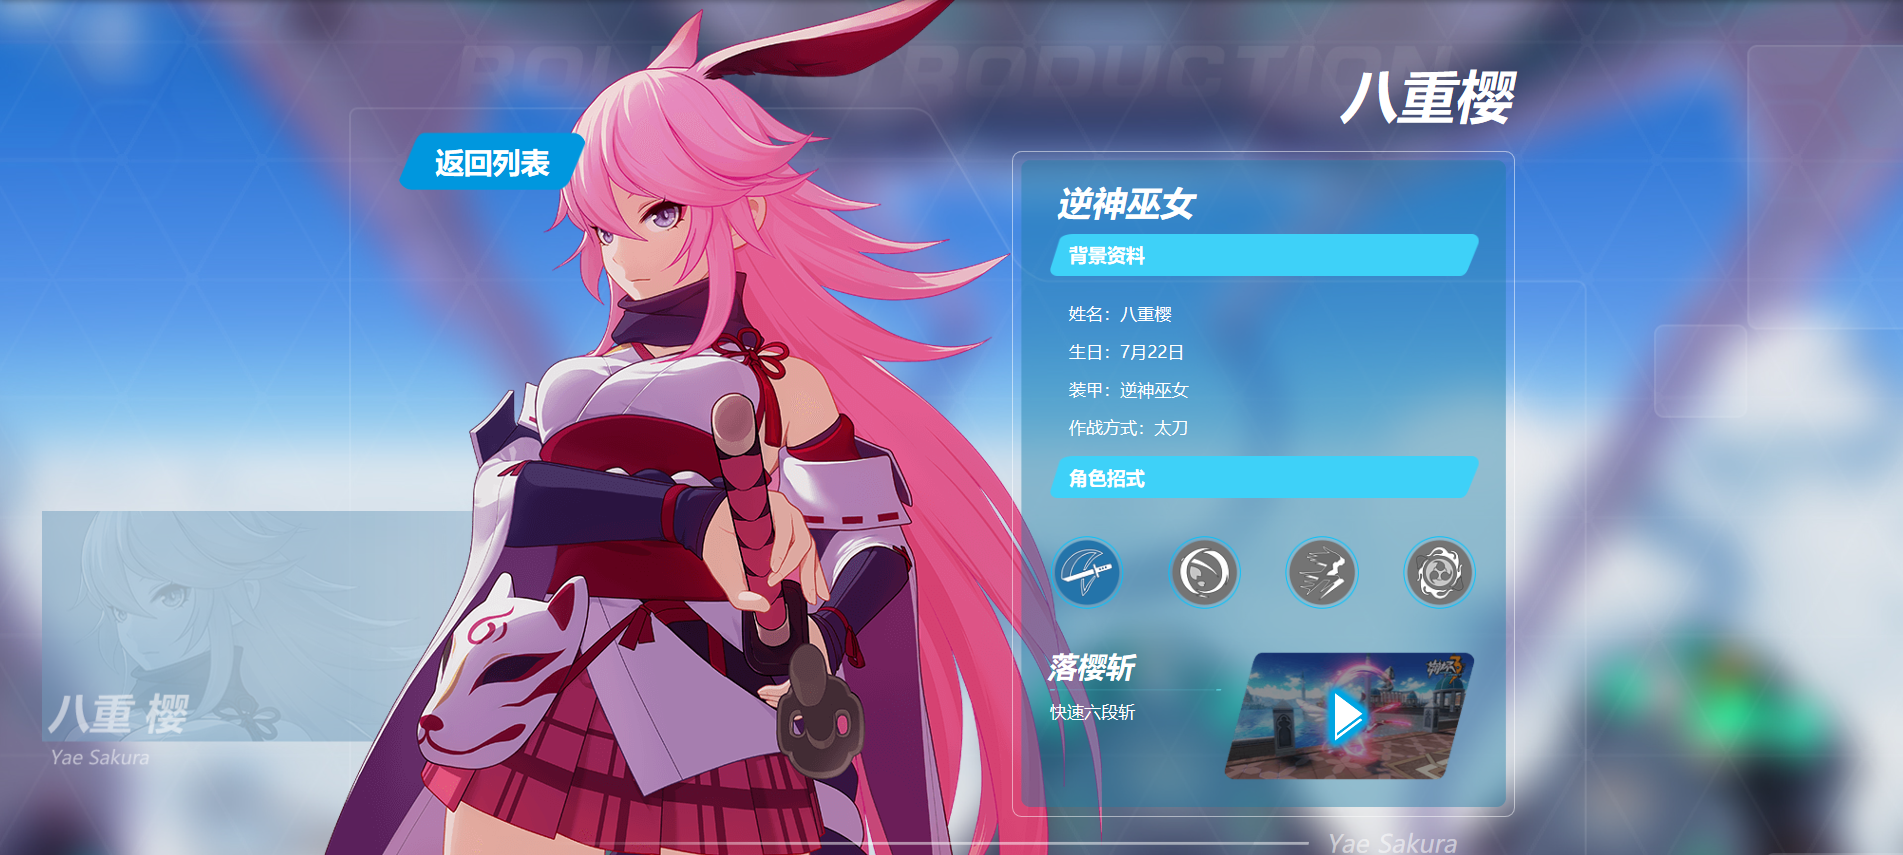 ROLE INTRODUCTION
八重樱
返回列表
逆神巫女
背景资料
姓名：八重樱
生日：7月22日
装甲：逆神巫女
作战方式：太刀
角色招式
落樱斩
快速六段斩
八重 樱
Yae Sakura
Yae Sakura